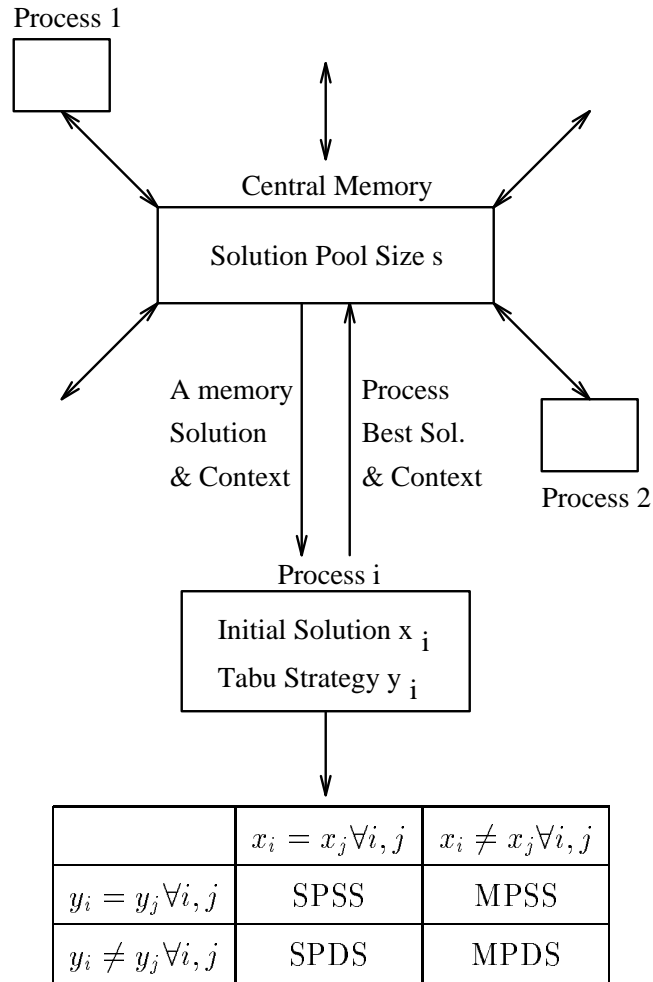 Process 1
Central Memory
Solution Pool Size s
A memory
Solution
& Context
Process
Best Sol.
& Context
Process 2
Process i
Initial Solution x i
Tabu Strategy y i
x_i = x_j ∀i, j    x_i ≠ x_j ∀i, j
y_i = y_j ∀i, j    SPSS    MPSS
y_i ≠ y_j ∀i, j    SPDS    MPDS